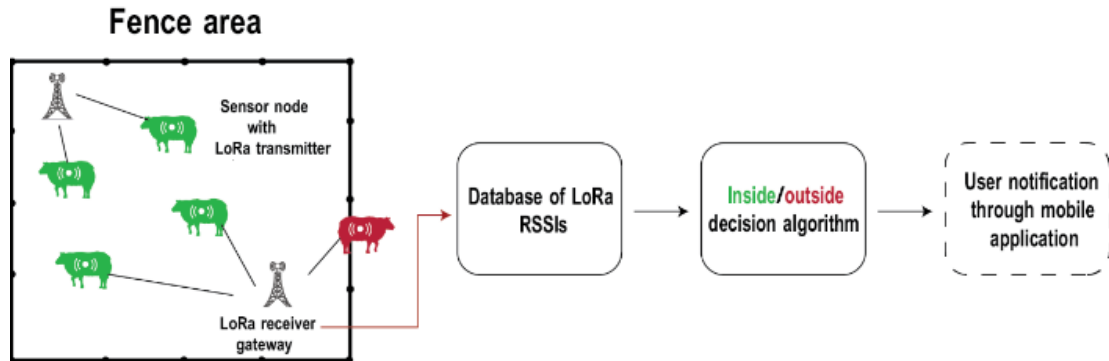 Fence area
Sensor node
with
LoRa transmitter
LoRa receiver
gateway
Database of LoRa
RSSIs
Inside/outside
decision algorithm
User notification
through mobile
application